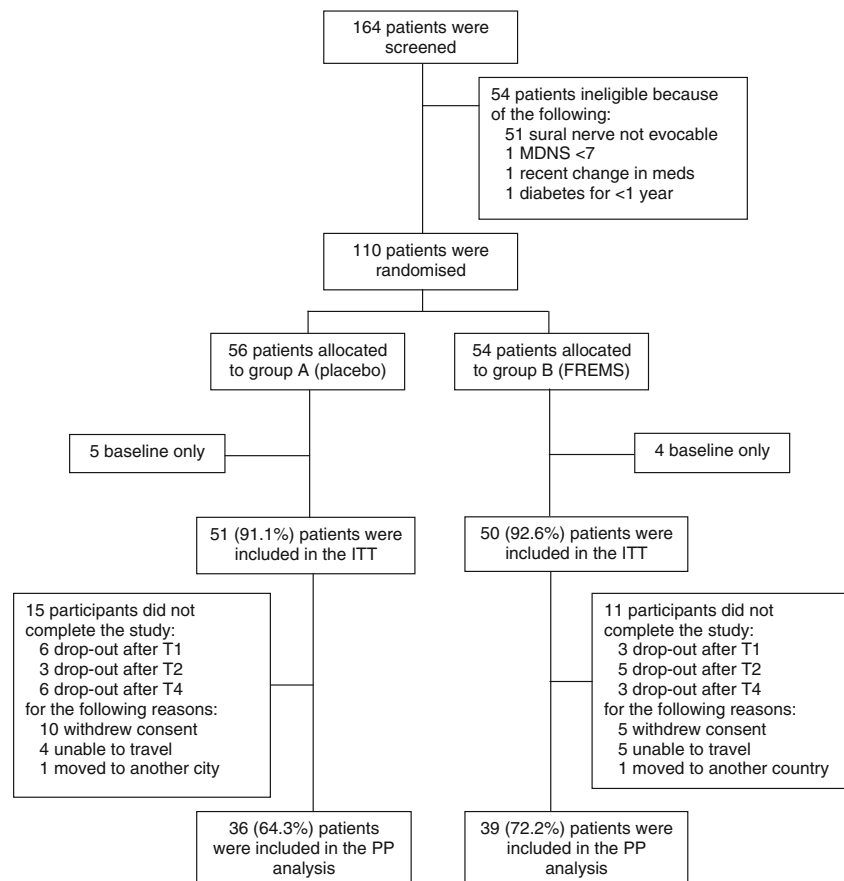 164 patients were
screened
54 patients ineligible because
of the following:
51 sural nerve not evocable
1 MDNS <7
1 recent change in meds
1 diabetes for <1 year
110 patients were
randomised
56 patients allocated
to group A (placebo)
54 patients allocated
to group B (FREMS)
5 baseline only
4 baseline only
51 (91.1%) patients were
included in the ITT
50 (92.6%) patients were
included in the ITT
15 participants did not
complete the study:
6 drop-out after T1
3 drop-out after T2
6 drop-out after T4
for the following reasons:
10 withdrew consent
4 unable to travel
1 moved to another city
11 participants did not
complete the study:
3 drop-out after T1
5 drop-out after T2
3 drop-out after T4
for the following reasons:
5 withdrew consent
5 unable to travel
1 moved to another country
36 (64.3%) patients
were included in the PP
analysis
39 (72.2%) patients were
included in the PP
analysis